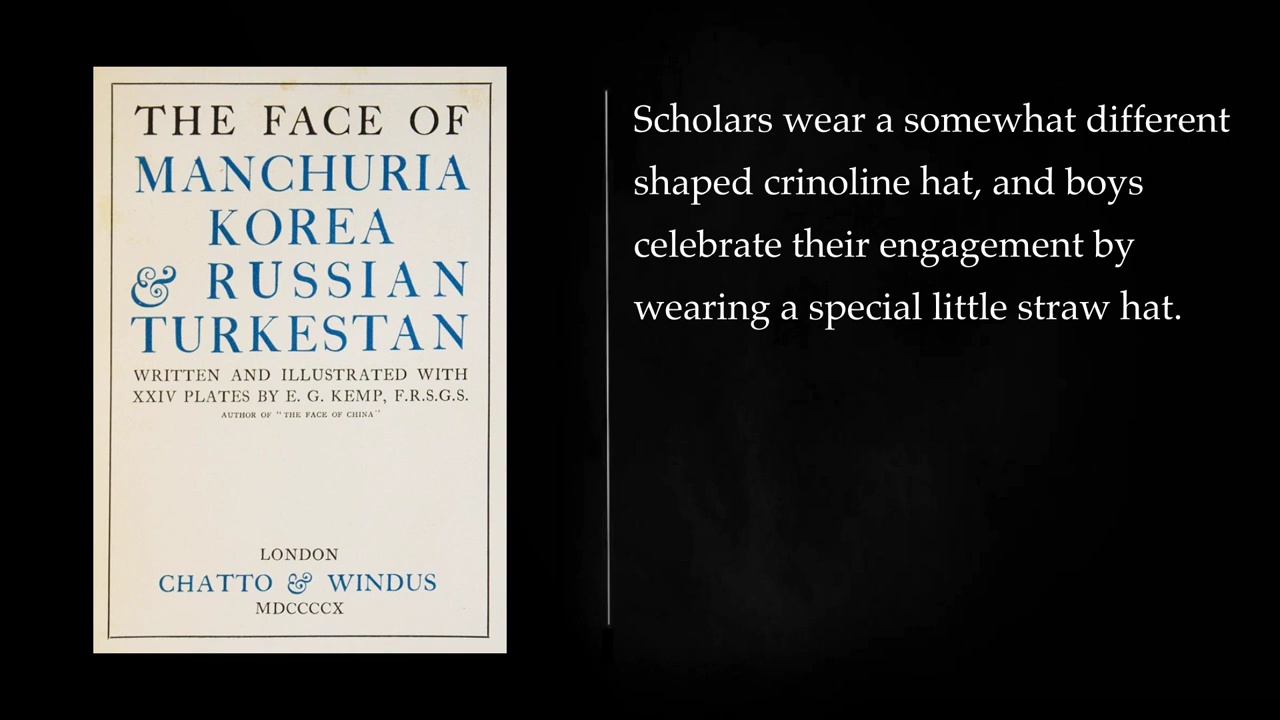 THE FACE OF
MANCHURIA
KOREA
& RUSSIAN
TURKESTAN
WRITTEN AND ILLUSTRATED WITH
XXIV PLATES BY E. G. KEMP, F.R.S.G.S.
AUTHOR OF "THE FACE OF CHINA"
LONDON
CHATTO & WINDUS
MDCCCCX
Scholars wear a somewhat different
shaped crinoline hat, and boys
celebrate their engagement by
wearing a special little straw hat.